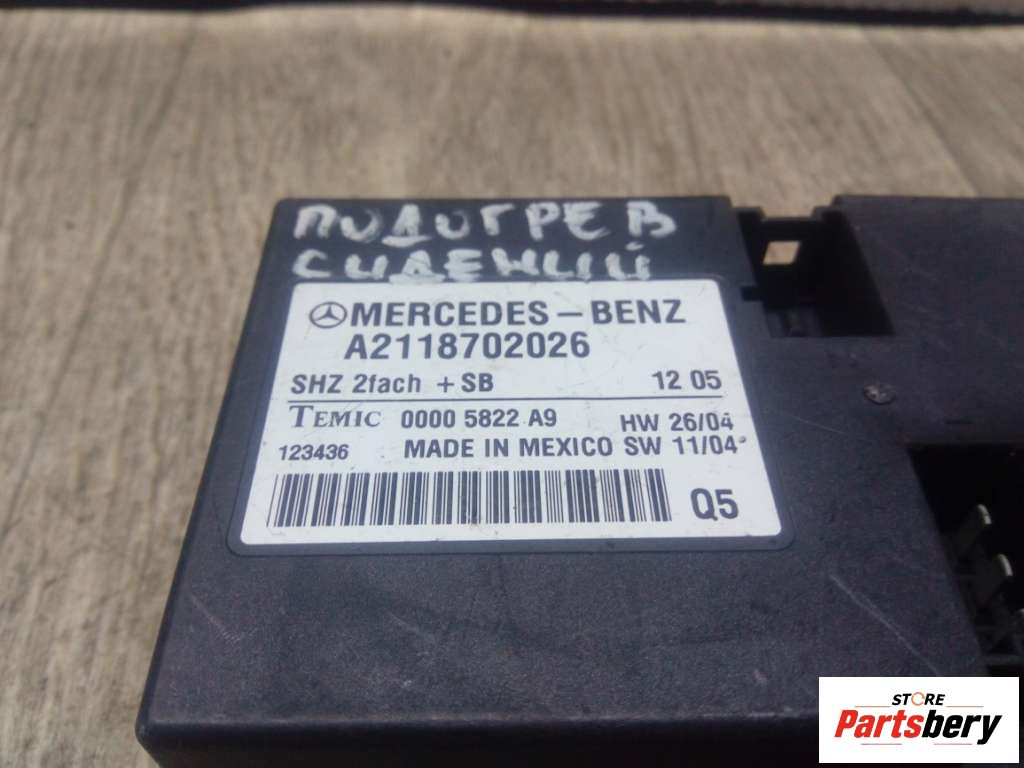 ПОДОГРЕВ
СИДЕНИЙ
MERCEDES-BENZ
A2118702026
SHZ 2fach + SB 12 05
TEMIC 0000 5822 A9 HW 26/04
123436 MADE IN MEXICO SW 11/04
Q5
STORE
Partsbery